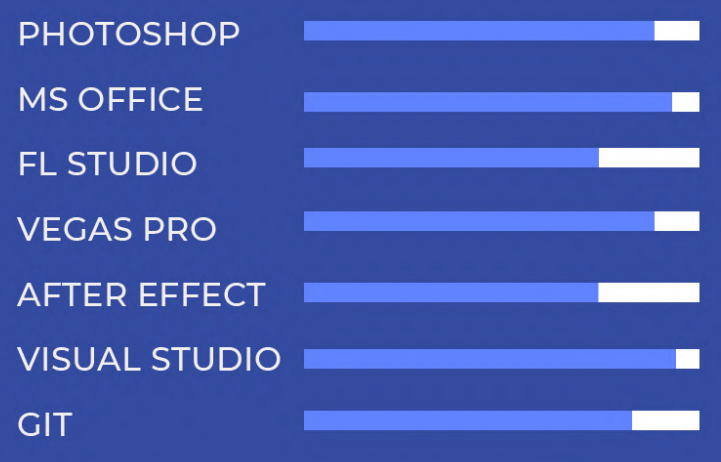 PHOTOSHOP
MS OFFICE
FL STUDIO
VEGAS PRO
AFTER EFFECT
VISUAL STUDIO
GIT